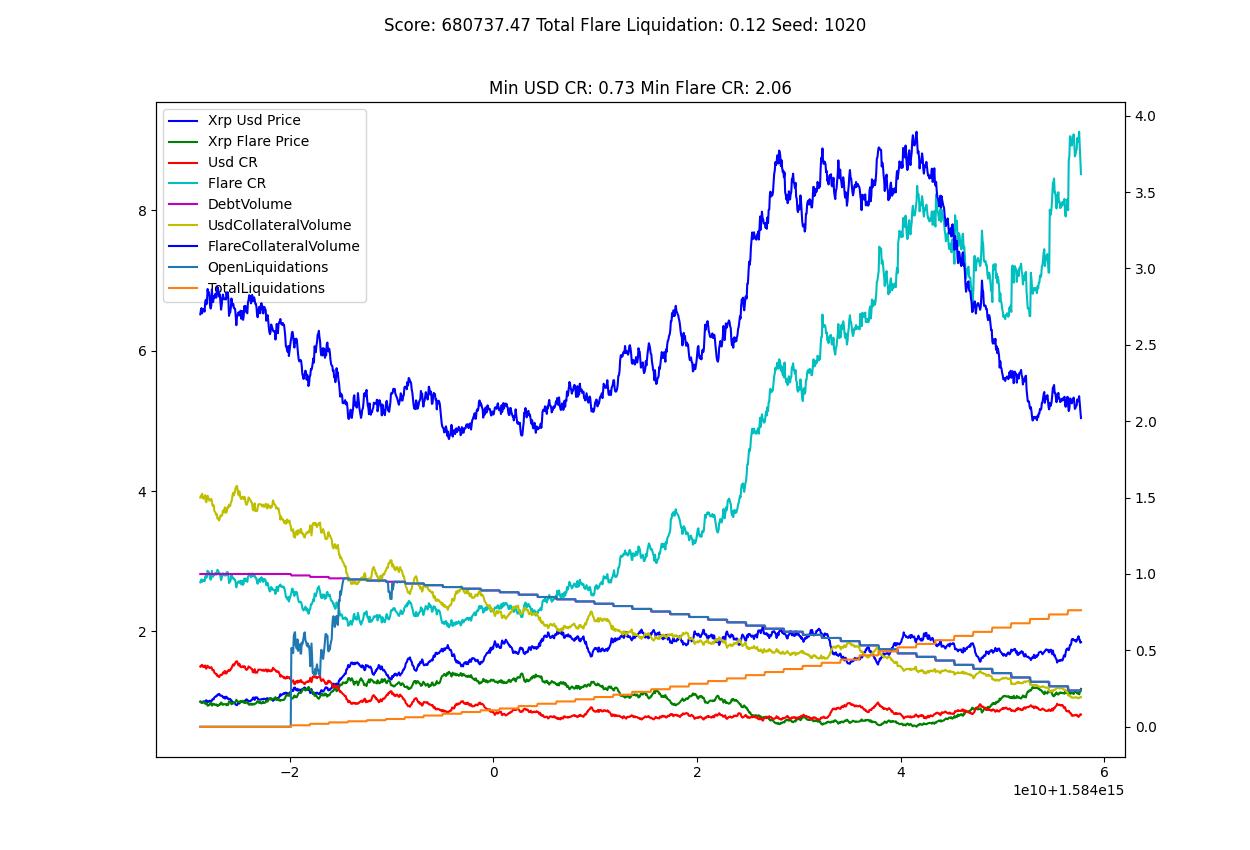 Score: 680737.47 Total Flare Liquidation: 0.12 Seed: 1020
Min USD CR: 0.73 Min Flare CR: 2.06
Xrp Usd Price
Xrp Flare Price
Usd CR
Flare CR
DebtVolume
UsdCollateralVolume
FlareCollateralVolume
OpenLiquidations
TotalLiquidations
8
6
4
2
4.0
3.5
3.0
2.5
2.0
1.5
1.0
0.5
0.0
−2 0 2 4 6
1e10+1.584e15